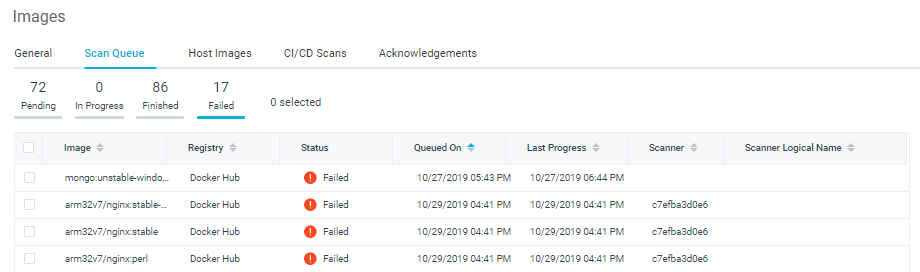 Images
General Scan Queue Host Images CI/CD Scans Acknowledgements
72 0 86 17
Pending In Progress Finished Failed 0 selected
Image Registry Status Queued On Last Progress Scanner Scanner Logical Name
mongo:unstable-windo... Docker Hub Failed 10/27/2019 05:43 PM 10/27/2019 06:44 PM
arm32v7/nginx:stable-... Docker Hub Failed 10/29/2019 04:41 PM 10/29/2019 04:41 PM c7efba3d0e6
arm32v7/nginx:stable Docker Hub Failed 10/29/2019 04:41 PM 10/29/2019 04:41 PM c7efba3d0e6
arm32v7/nginx:perl Docker Hub Failed 10/29/2019 04:41 PM 10/29/2019 04:41 PM c7efba3d0e6